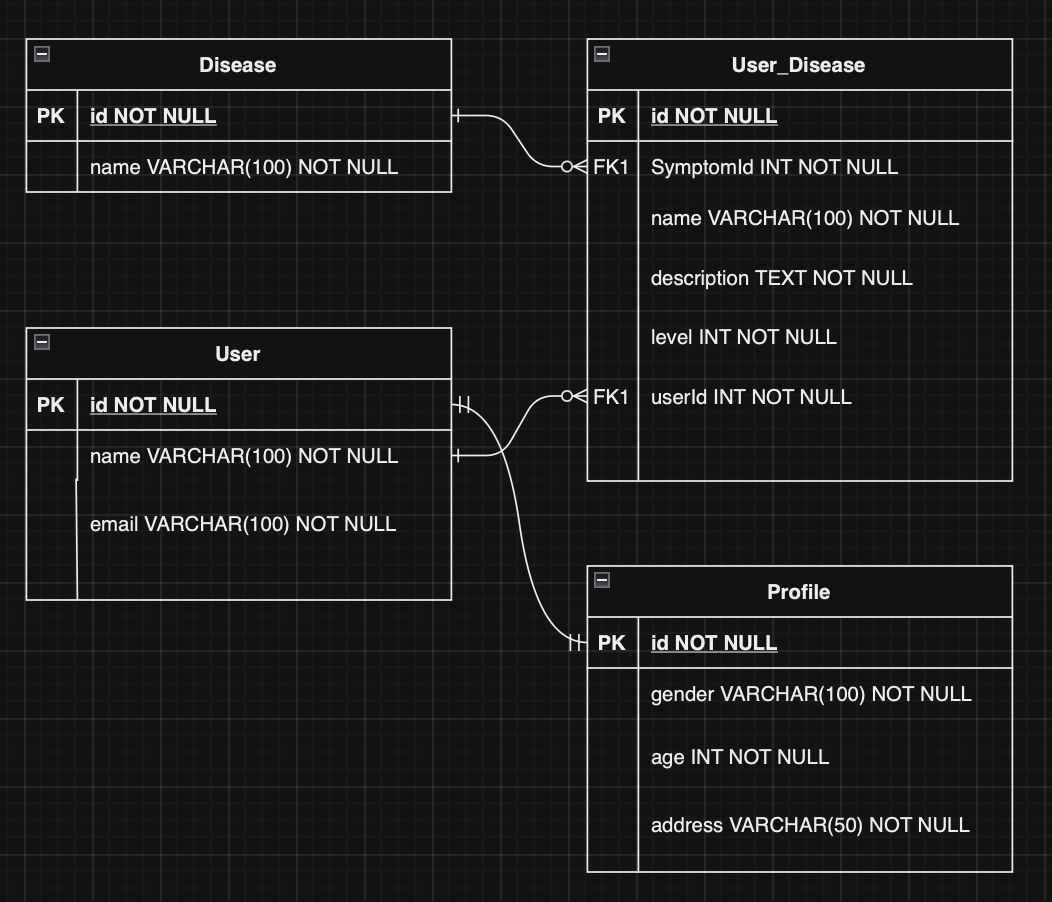 Disease
PK id NOT NULL
name VARCHAR(100) NOT NULL
User_Disease
PK id NOT NULL
FK1 SymptomId INT NOT NULL
name VARCHAR(100) NOT NULL
description TEXT NOT NULL
level INT NOT NULL
FK1 userId INT NOT NULL
User
PK id NOT NULL
name VARCHAR(100) NOT NULL
email VARCHAR(100) NOT NULL
Profile
PK id NOT NULL
gender VARCHAR(100) NOT NULL
age INT NOT NULL
address VARCHAR(50) NOT NULL